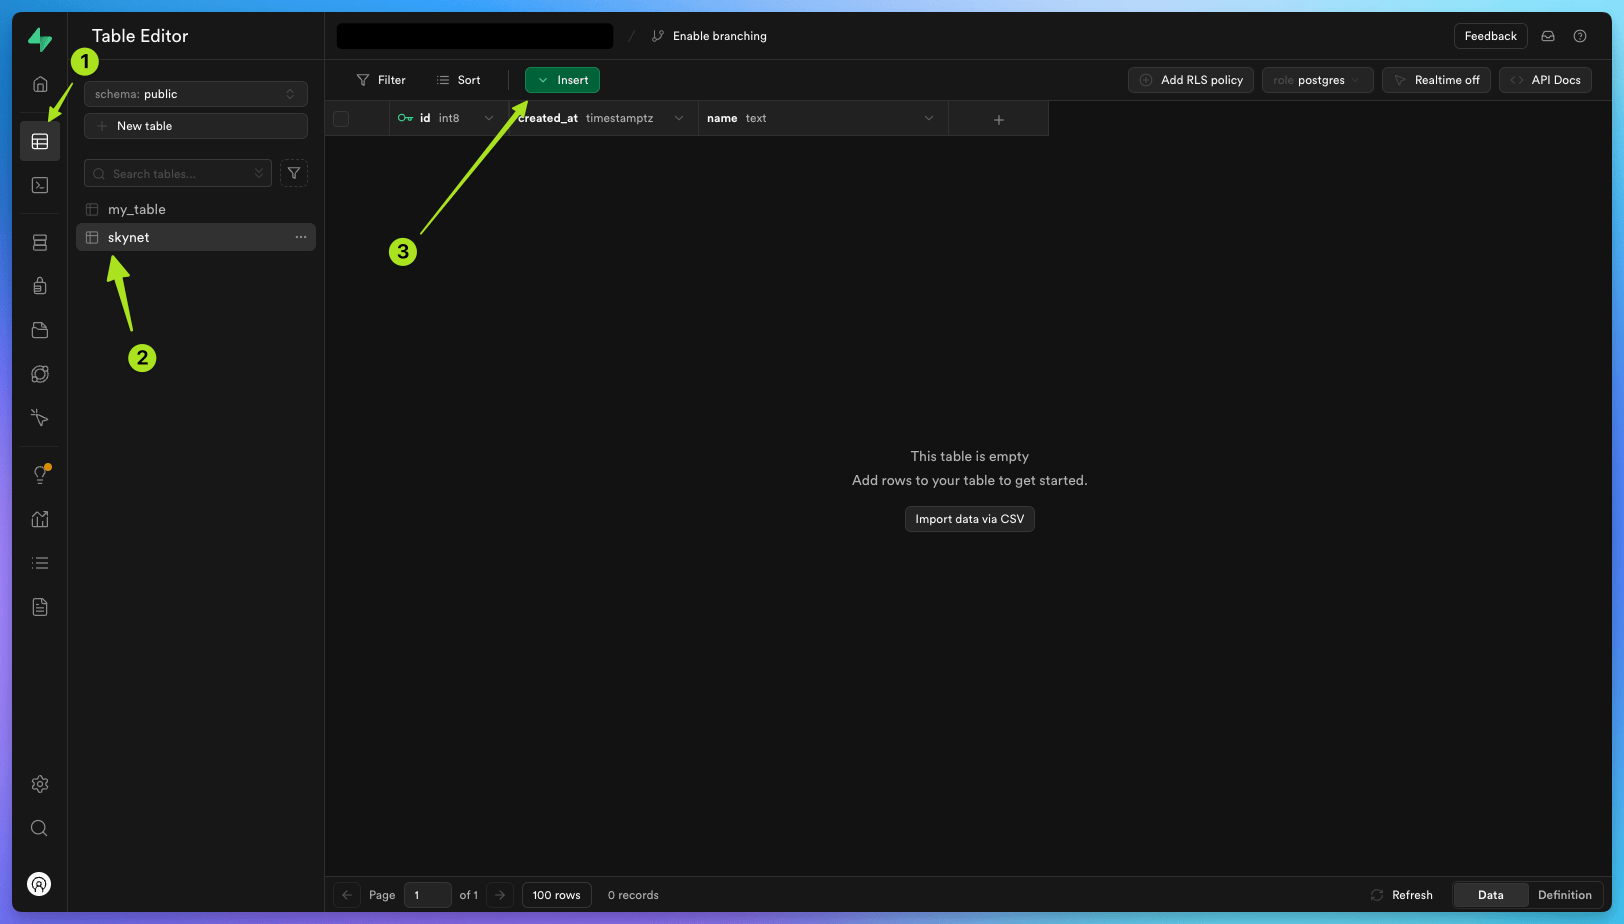 Table Editor
/
Enable branching
Feedback
1
schema: public
New table
Search tables...
my_table
skynet
2
Filter
Sort
Insert
Add RLS policy
role postgres
Realtime off
API Docs
id int8
created_at timestamptz
name text
3
This table is empty
Add rows to your table to get started.
Import data via CSV
Page 1 of 1
100 rows
0 records
Refresh
Data
Definition